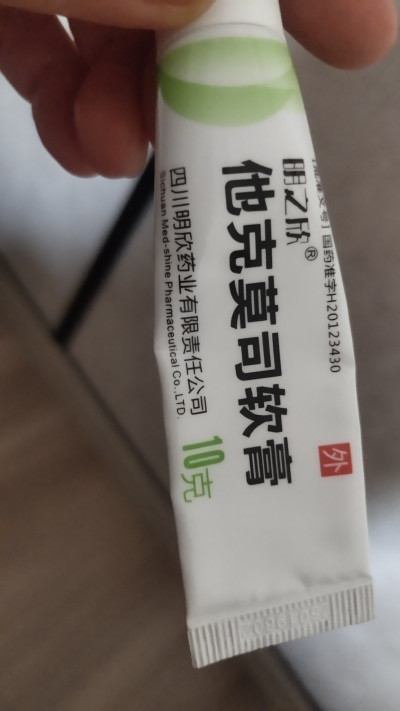 国药准字H20123430
明之欣®
他克莫司软膏
四川明欣药业有限责任公司
Sichuan Med-shine Pharmaceutical Co.,LTD.
10克
外